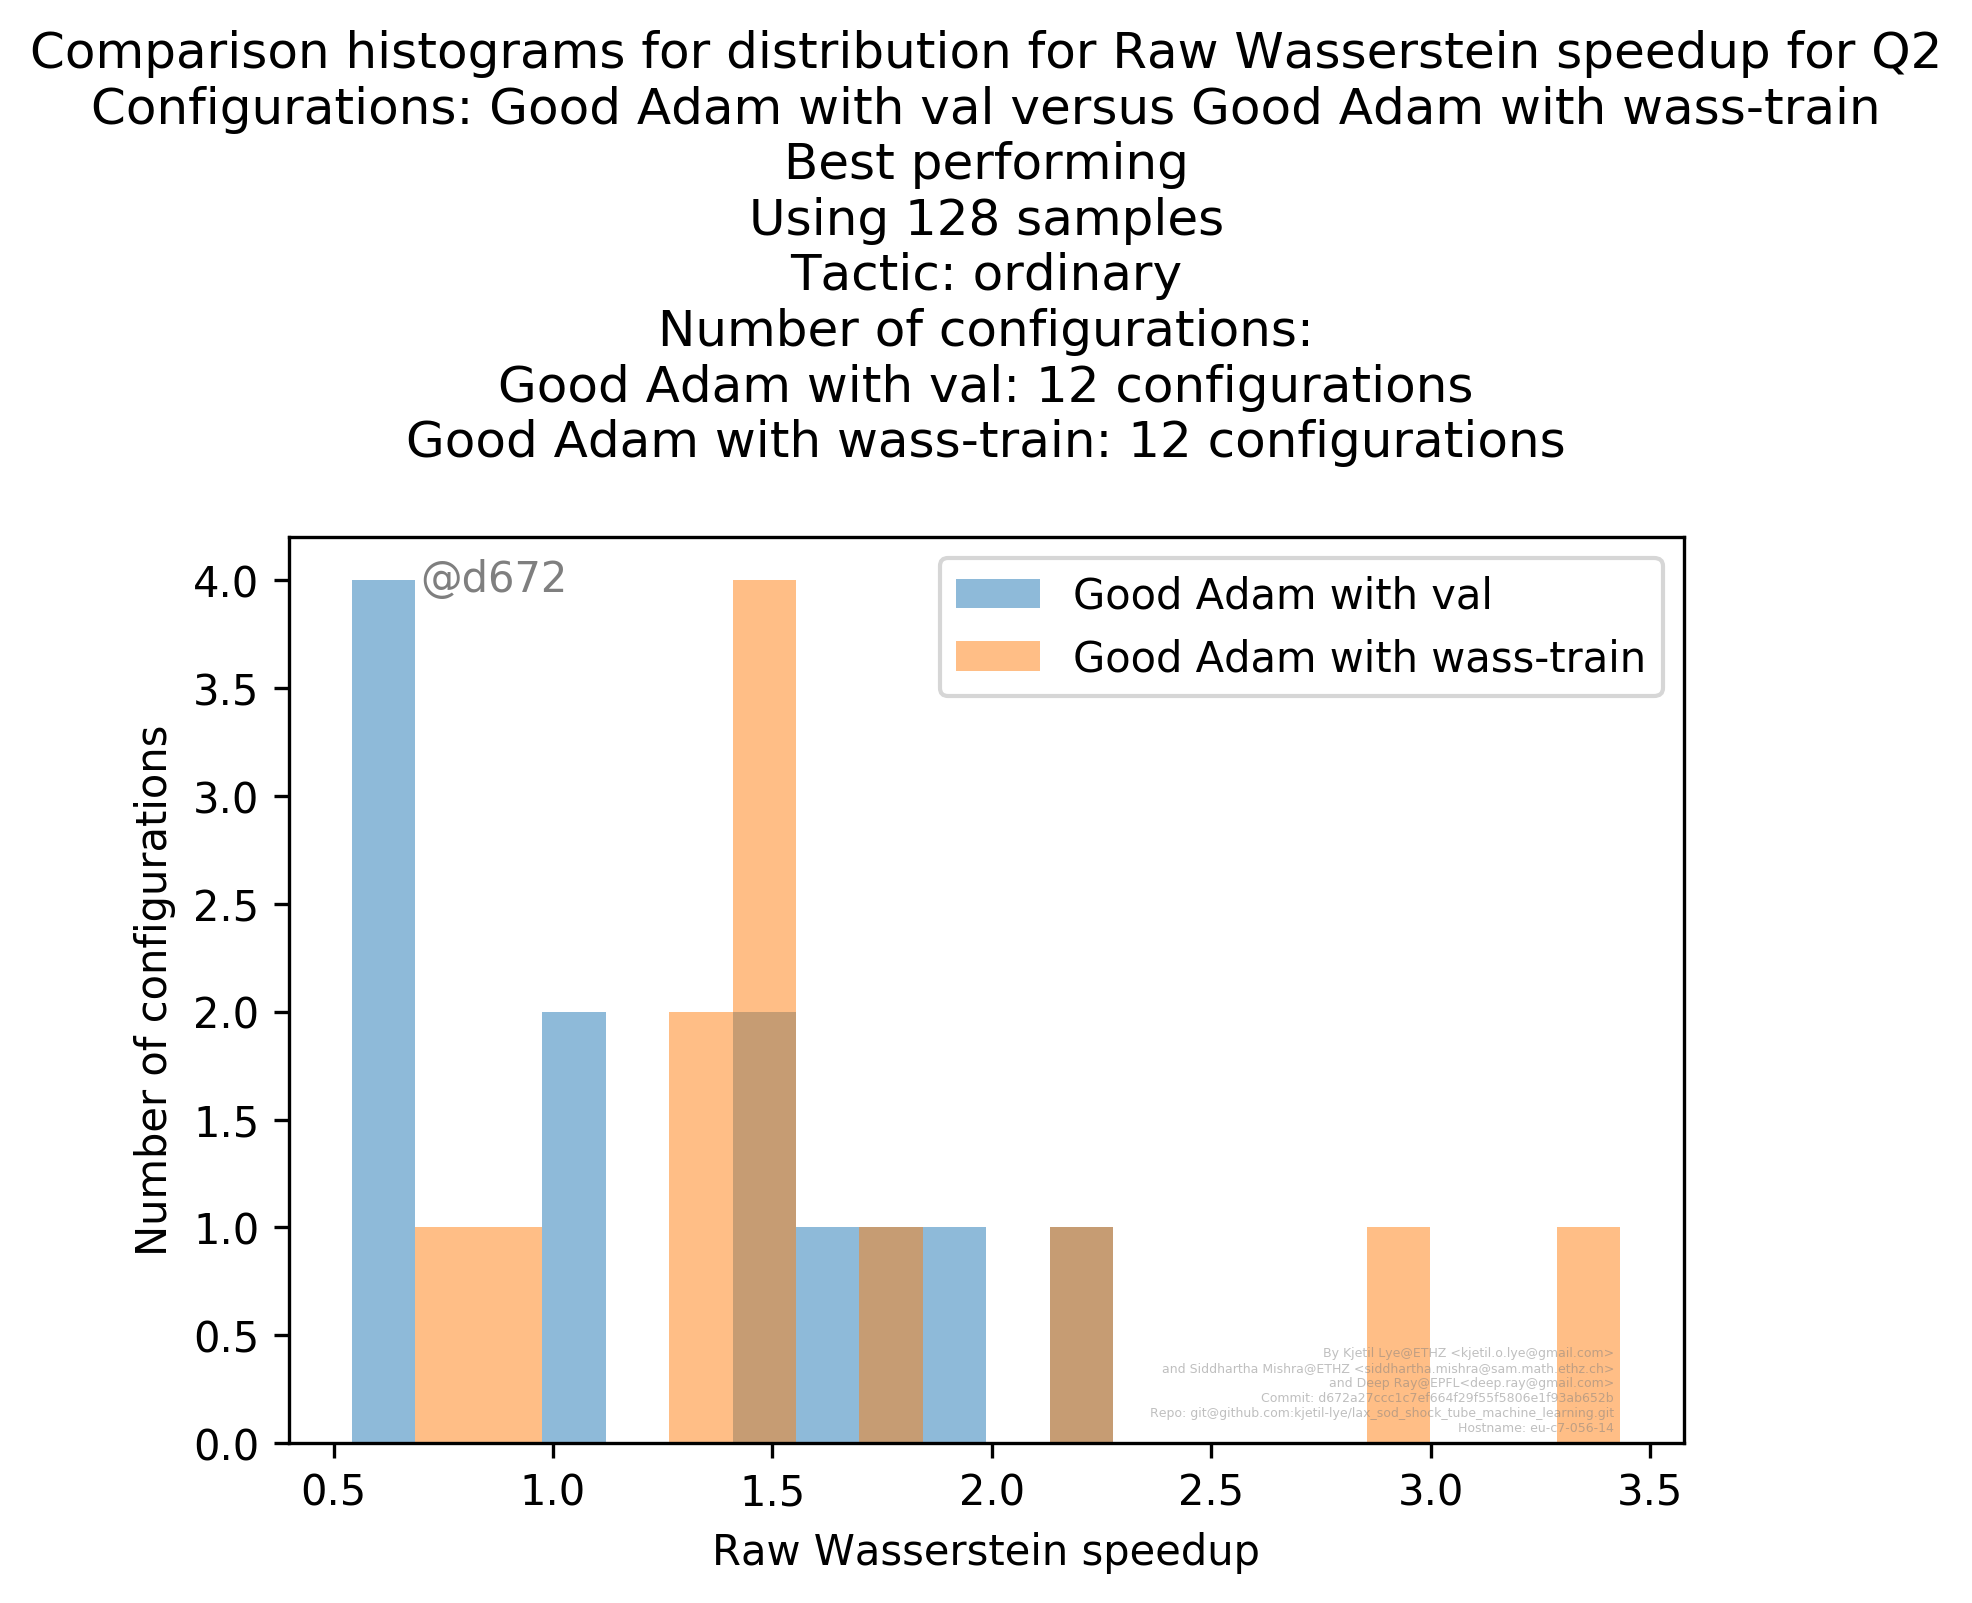 Comparison histograms for distribution for Raw Wasserstein speedup for Q2
Configurations: Good Adam with val versus Good Adam with wass-train
Best performing
Using 128 samples
Tactic: ordinary
Number of configurations:
Good Adam with val: 12 configurations
Good Adam with wass-train: 12 configurations
@d672
Good Adam with val
Good Adam with wass-train
Number of configurations
4.0
3.5
3.0
2.5
2.0
1.5
1.0
0.5
0.0
By Kjetil Lye@ETHZ <kjetil.o.lye@gmail.com>
and Siddhartha Mishra@ETHZ <siddhartha.mishra@sam.math.ethz.ch>
and Deep Ray@EPFL<deep.ray@gmail.com>
Commit: d672a27ccc1c7ef664f29f55f5806e1f93ab652b
Repo: git@github.com:kjetil-lye/lax_sod_shock_tube_machine_learning.git
Hostname: eu-c7-056-14
0.5 1.0 1.5 2.0 2.5 3.0 3.5
Raw Wasserstein speedup